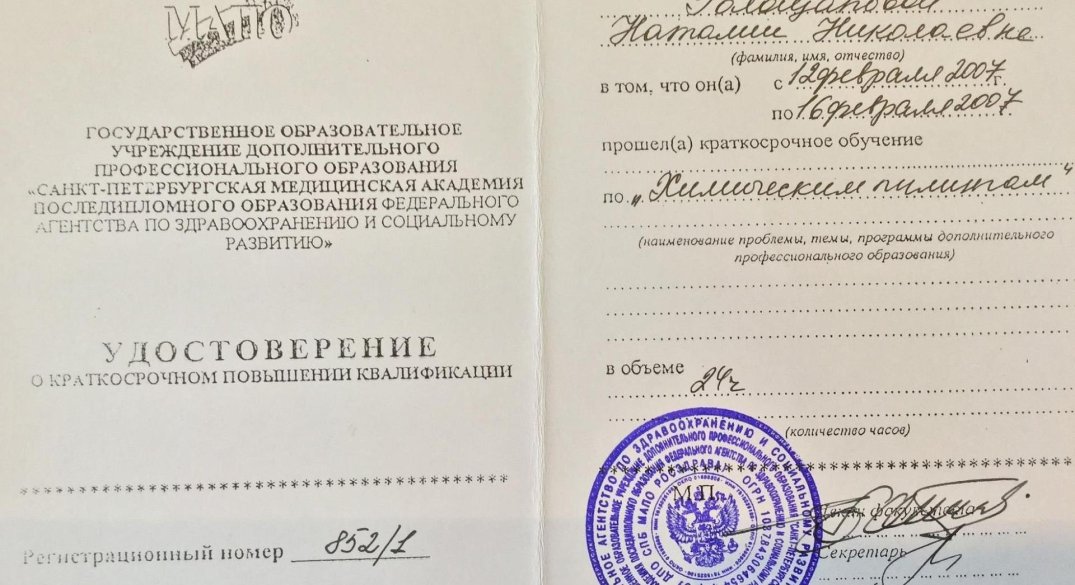 МАПО
ГОСУДАРСТВЕННОЕ ОБРАЗОВАТЕЛЬНОЕ
УЧРЕЖДЕНИЕ ДОПОЛНИТЕЛЬНОГО
ПРОФЕССИОНАЛЬНОГО ОБРАЗОВАНИЯ
«САНКТ-ПЕТЕРБУРГСКАЯ МЕДИЦИНСКАЯ АКАДЕМИЯ
ПОСЛЕДИПЛОМНОГО ОБРАЗОВАНИЯ ФЕДЕРАЛЬНОГО
АГЕНТСТВА ПО ЗДРАВООХРАНЕНИЮ И СОЦИАЛЬНОМУ
РАЗВИТИЮ»
УДОСТОВЕРЕНИЕ
О КРАТКОСРОЧНОМ ПОВЫШЕНИИ КВАЛИФИКАЦИИ
Регистрационный номер 852/1
Наталии Николаевне
(фамилия, имя, отчество)
в том, что он(а) с 12 февраля 2007 г.
по 16 февраля 2007
прошел(а) краткосрочное обучение
по „Химическим пилингам“
(наименование проблемы, темы, программы дополнительного
профессионального образования)
в объеме 24ч
(количество часов)
М.П.
Декан факультета
Секретарь